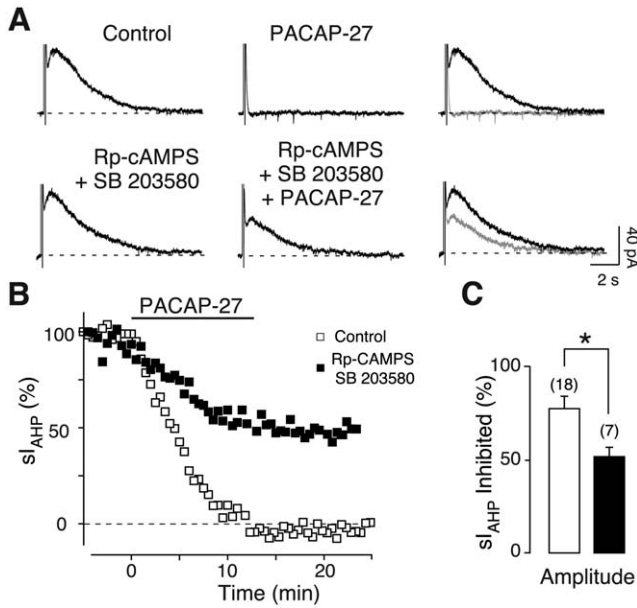 A
Control
PACAP-27
Rp-cAMPS
+ SB 203580
Rp-cAMPS
+ SB 203580
+ PACAP-27
40 pA
2 s
B
PACAP-27
Control
Rp-CAMPS
SB 203580
100
50
0
sIAHP (%)
0
10
20
Time (min)
C
*
(18)
(7)
100
50
0
sIAHP Inhibited (%)
Amplitude